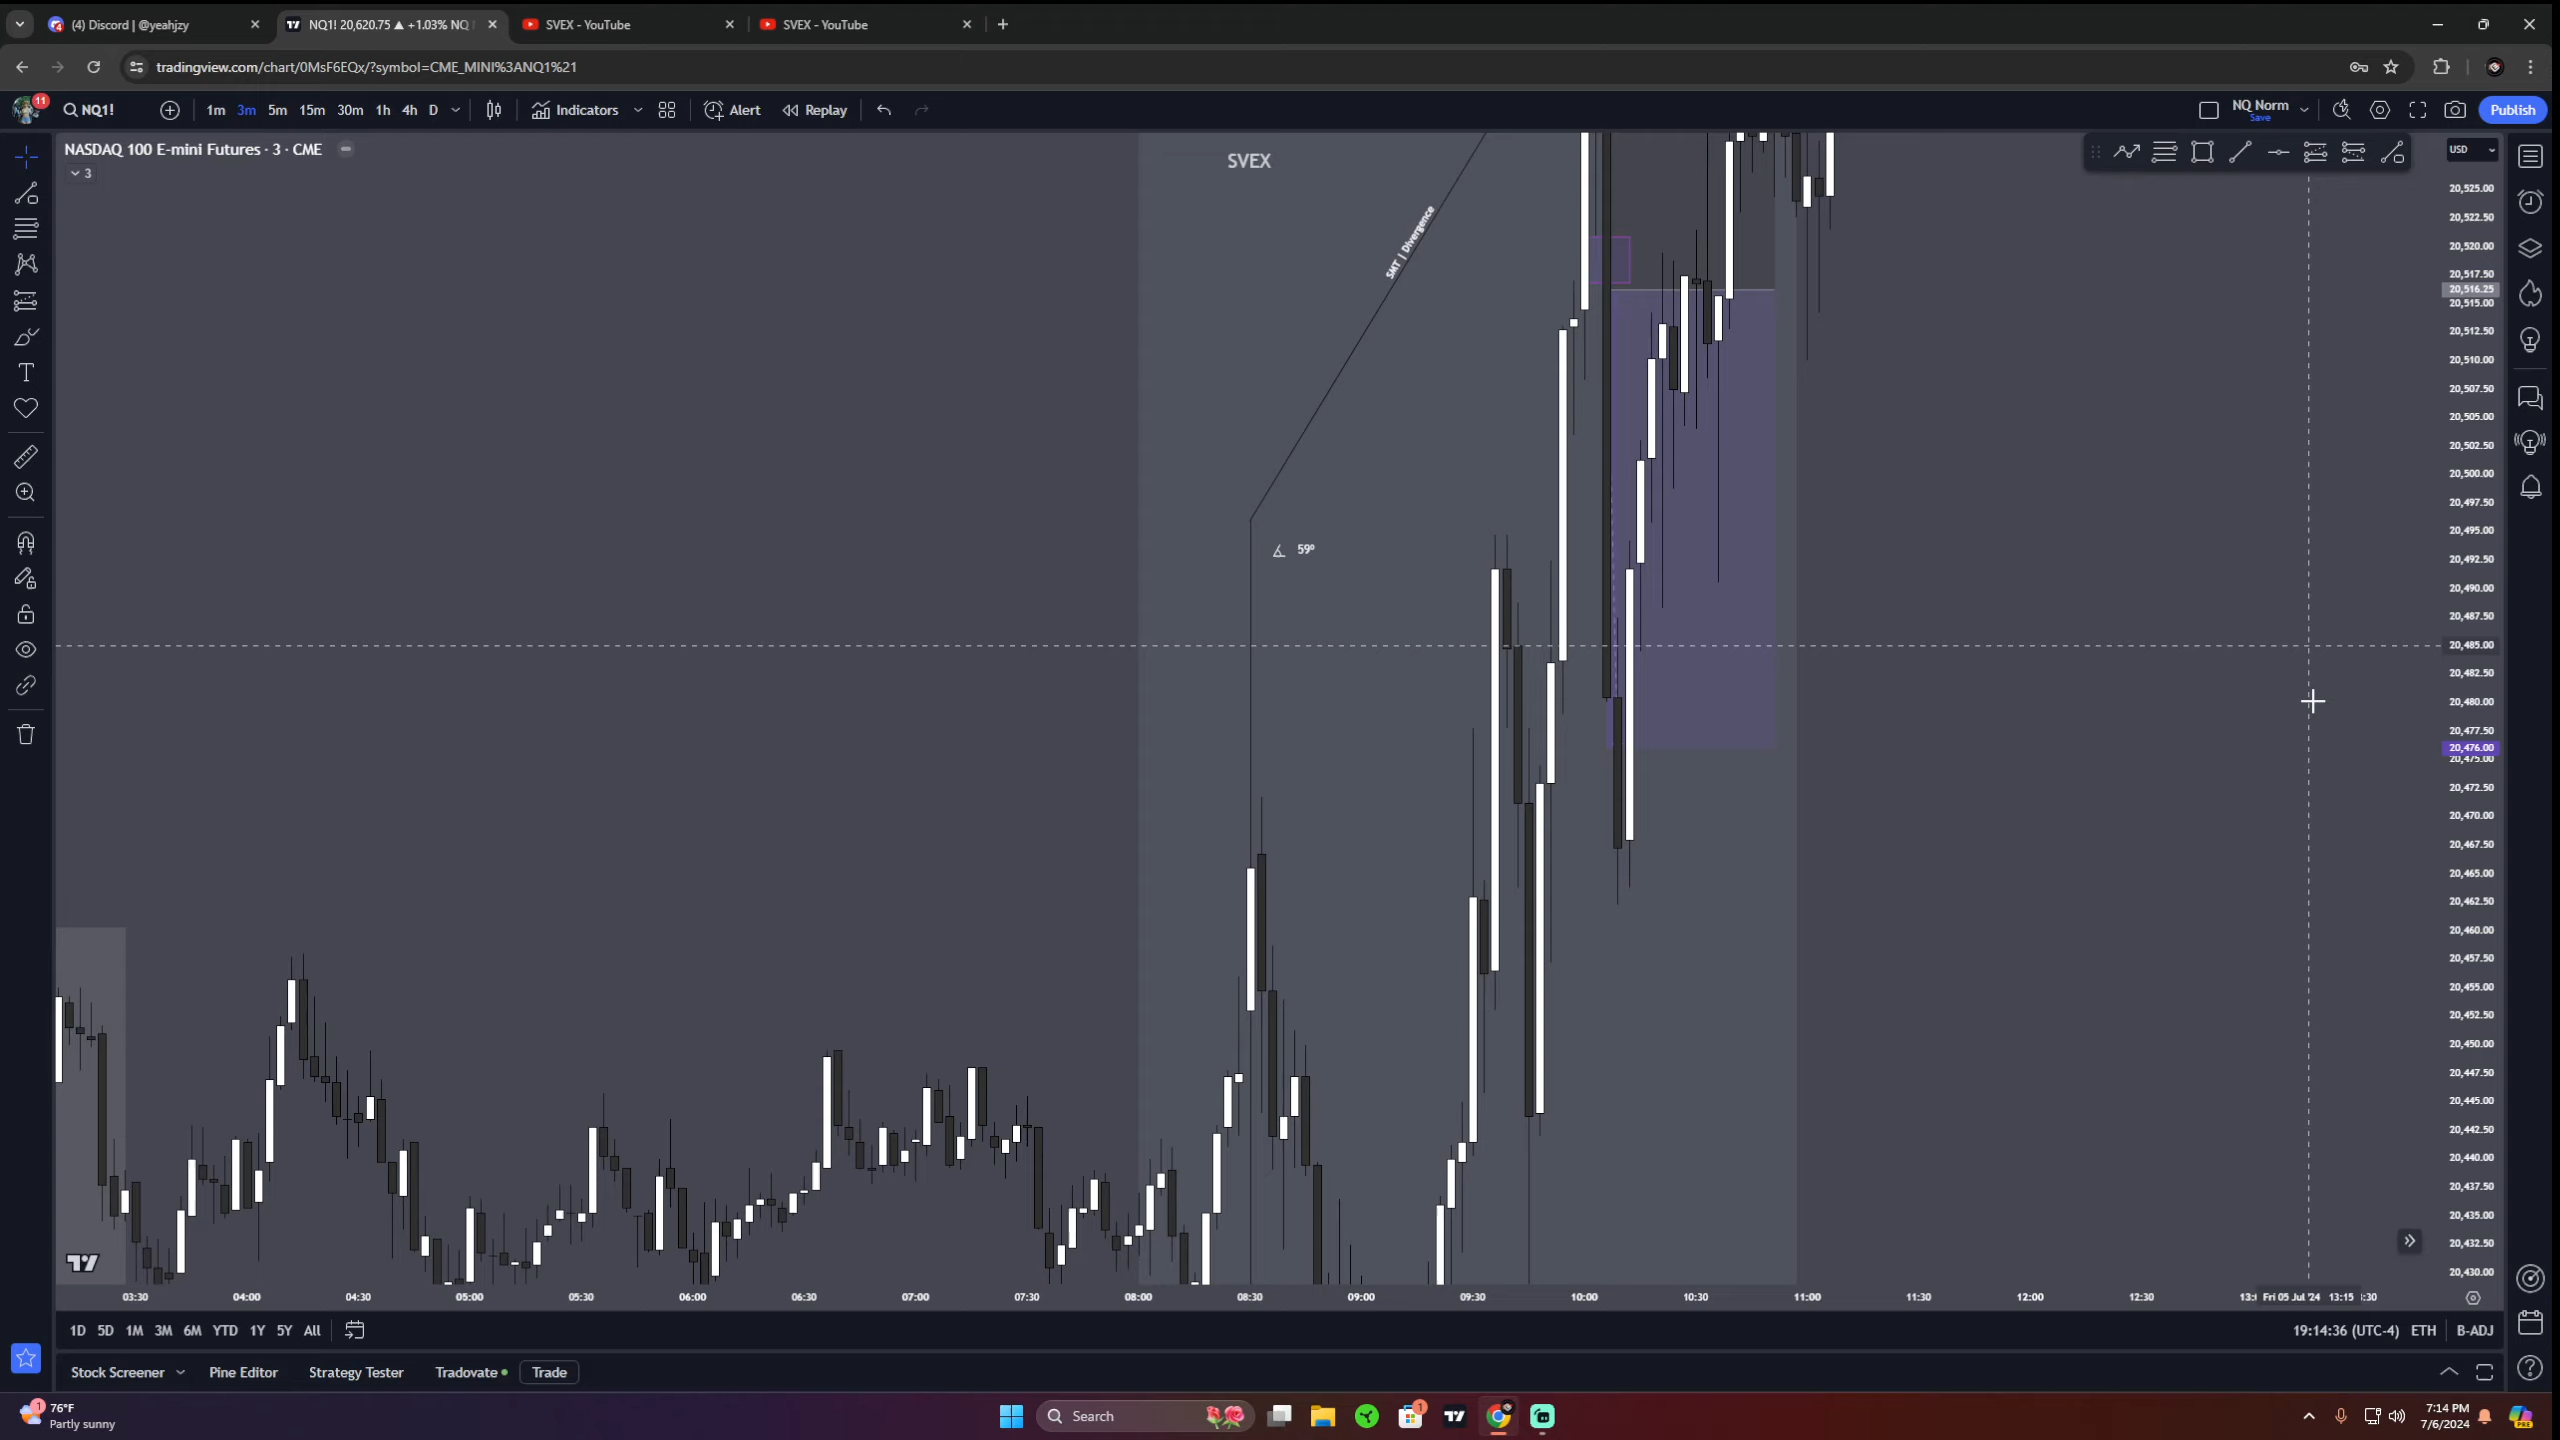 (4) Discord | @yeahjzy
NQ1! 20,620.75 ▲ +1.03% NQ
SVEX - YouTube
SVEX - YouTube
tradingview.com/chart/0MsF6EQx/?symbol=CME_MINI%3ANQ1%21
11
NQ1!
1m 3m 5m 15m 30m 1h 4h D
Indicators
Alert
Replay
NQ Norm
Save
Publish
NASDAQ 100 E-mini Futures · 3 · CME
3
SVEX
USD
SMT | Divergence
59º
20,525.00
20,522.50
20,520.00
20,517.50
20,516.25
20,515.00
20,512.50
20,510.00
20,507.50
20,505.00
20,502.50
20,500.00
20,497.50
20,495.00
20,492.50
20,490.00
20,487.50
20,485.00
20,482.50
20,480.00
20,477.50
20,476.00
20,475.00
20,472.50
20,470.00
20,467.50
20,465.00
20,462.50
20,460.00
20,457.50
20,455.00
20,452.50
20,450.00
20,447.50
20,445.00
20,442.50
20,440.00
20,437.50
20,435.00
20,432.50
20,430.00
03:30 04:00 04:30 05:00 05:30 06:00 06:30 07:00 07:30 08:00 08:30 09:00 09:30 10:00 10:30 11:00 11:30 12:00 12:30 13: Fri 05 Jul '24 13:15 :30
1D 5D 1M 3M 6M YTD 1Y 5Y All
19:14:36 (UTC-4) ETH B-ADJ
Stock Screener
Pine Editor
Strategy Tester
Tradovate
Trade
1
76°F
Partly sunny
Search
1
7:14 PM
7/6/2024
PRE